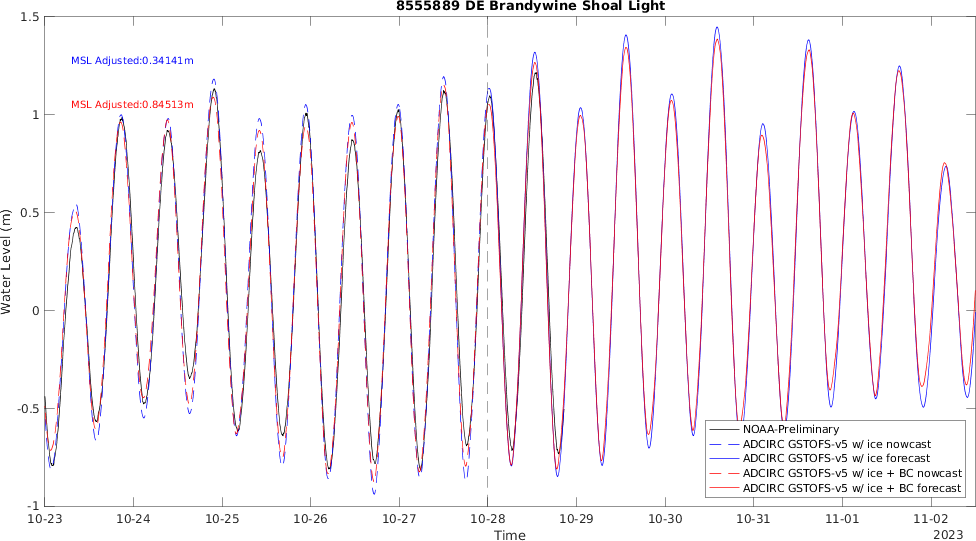 8555889 DE Brandywine Shoal Light
MSL Adjusted:0.34141m
MSL Adjusted:0.84513m
Water Level (m)
1.5
1
0.5
0
-0.5
-1
NOAA-Preliminary
ADCIRC GSTOFS-v5 w/ ice nowcast
ADCIRC GSTOFS-v5 w/ ice forecast
ADCIRC GSTOFS-v5 w/ ice + BC nowcast
ADCIRC GSTOFS-v5 w/ ice + BC forecast
10-23 10-24 10-25 10-26 10-27 10-28 10-29 10-30 10-31 11-01 11-02
Time
2023